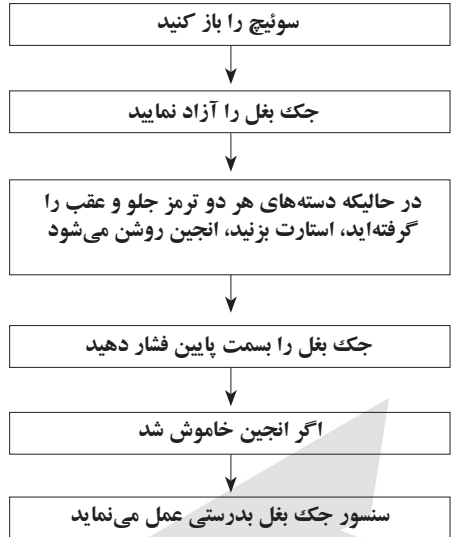 سوئیچ را باز کنید
جک بغل را آزاد نمایید
در حالیکه دسته‌های هر دو ترمز جلو و عقب را
گرفته‌اید، استارت بزنید، انجین روشن می‌شود
جک بغل را بسمت پایین فشار دهید
اگر انجین خاموش شد
سنسور جک بغل بدرستی عمل می‌نماید